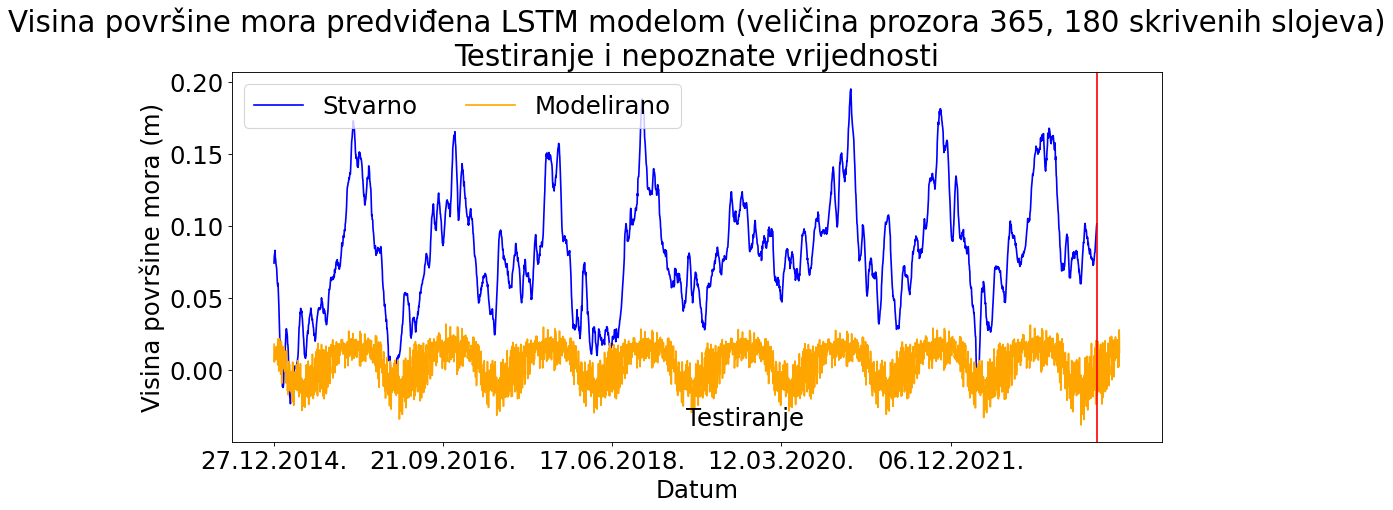 Visina površine mora predviđena LSTM modelom (veličina prozora 365, 180 skrivenih slojeva)
Testiranje i nepoznate vrijednosti
Stvarno
Modelirano
Visina površine mora (m)
0.20
0.15
0.10
0.05
0.00
Testiranje
27.12.2014.
21.09.2016.
17.06.2018.
12.03.2020.
06.12.2021.
Datum